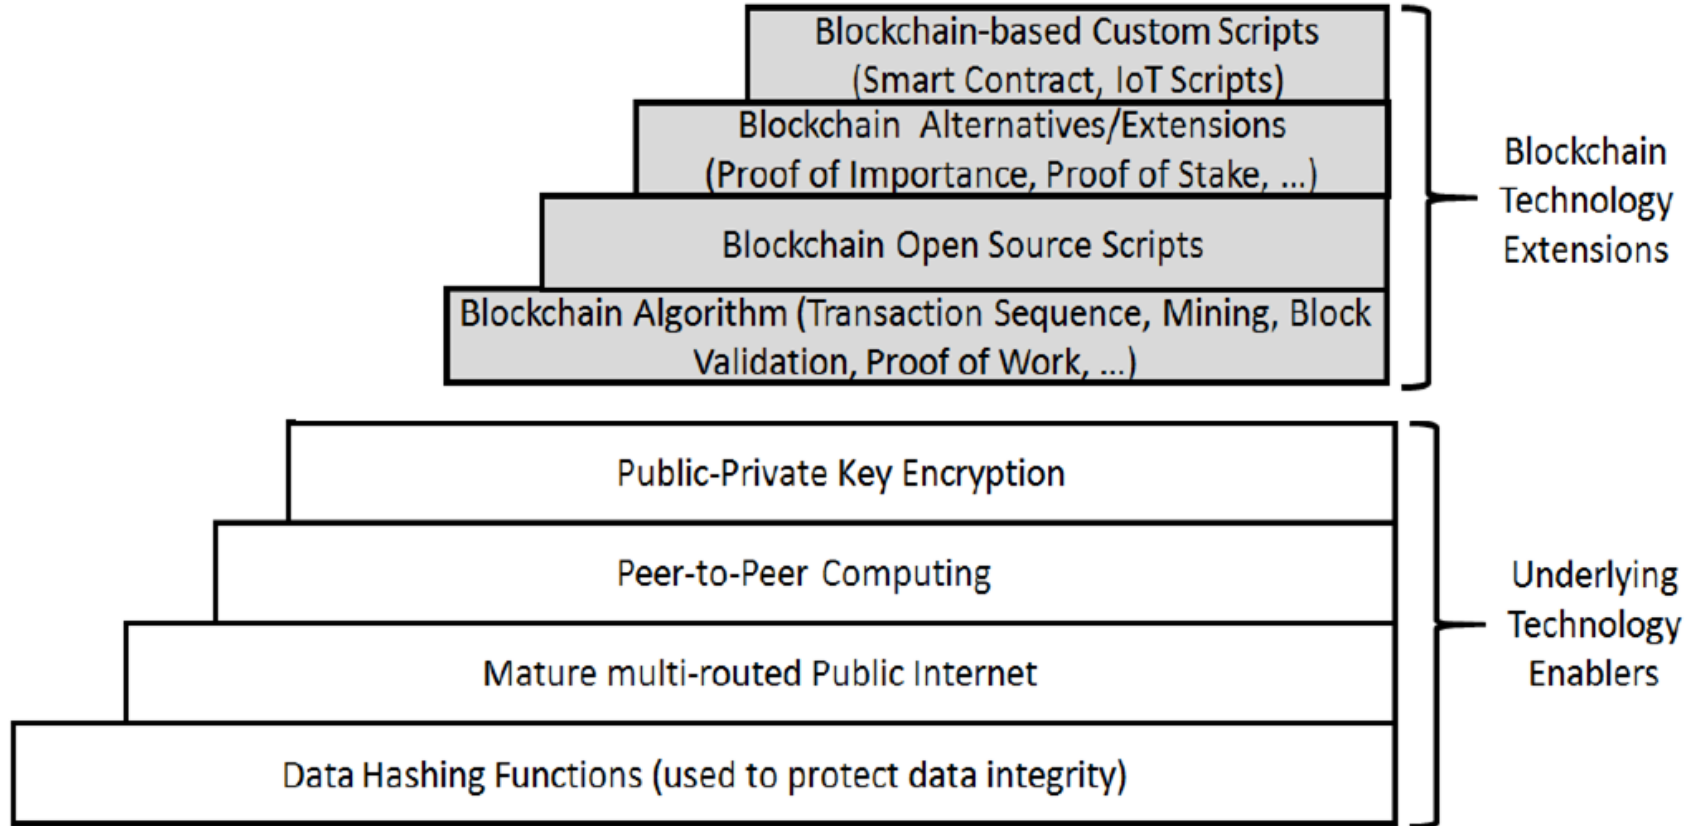 Blockchain-based Custom Scripts
(Smart Contract, IoT Scripts)
Blockchain Alternatives/Extensions
(Proof of Importance, Proof of Stake, ...)
Blockchain Open Source Scripts
Blockchain Algorithm (Transaction Sequence, Mining, Block
Validation, Proof of Work, ...)
Blockchain
Technology
Extensions
Public-Private Key Encryption
Peer-to-Peer Computing
Mature multi-routed Public Internet
Data Hashing Functions (used to protect data integrity)
Underlying
Technology
Enablers